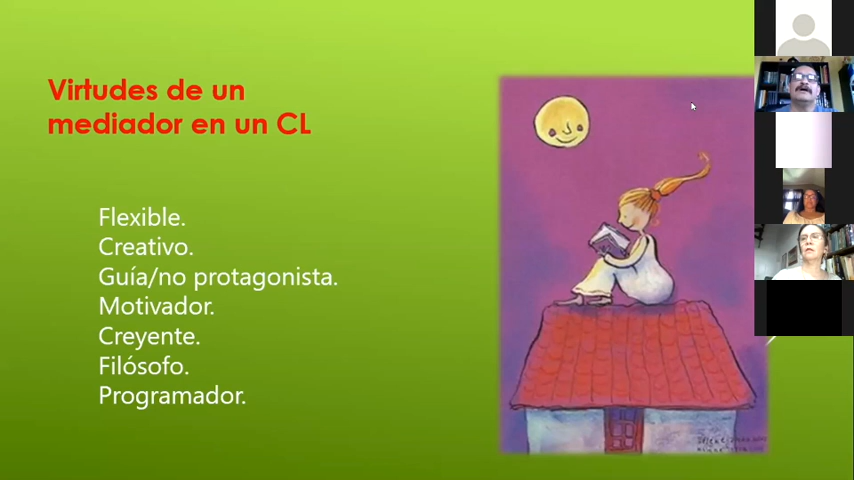 Virtudes de un
mediador en un CL
Flexible.
Creativo.
Guía/no protagonista.
Motivador.
Creyente.
Filósofo.
Programador.